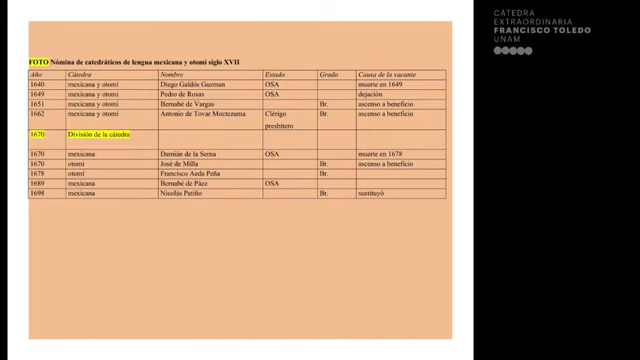 CÁTEDRA
EXTRAORDINARIA
FRANCISCO TOLEDO
UNAM
FOTO Nómina de catedráticos de lengua mexicana y otomí siglo XVII
Año Cátedra Nombre Estado Grado Causa de la vacante
1640 mexicana y otomí Diego Galdós Guzman OSA muerte en 1649
1649 mexicana y otomí Pedro de Rosas OSA dejación
1651 mexicana y otomí Bernabé de Vargas Br. ascenso a beneficio
1662 mexicana y otomí Antonio de Tovar Moctezuma Clérigo presbitero Br. ascenso a beneficio
1670 División de la cátedra
1670 mexicana Damián de la Serna OSA muerte en 1678
1670 otomí José de Milla Br. ascenso a beneficio
1678 otomí Francisco Aeda Peña Br.
1689 mexicana Bernabé de Páez OSA
1698 mexicana Nicolás Patiño Br. sustituyó